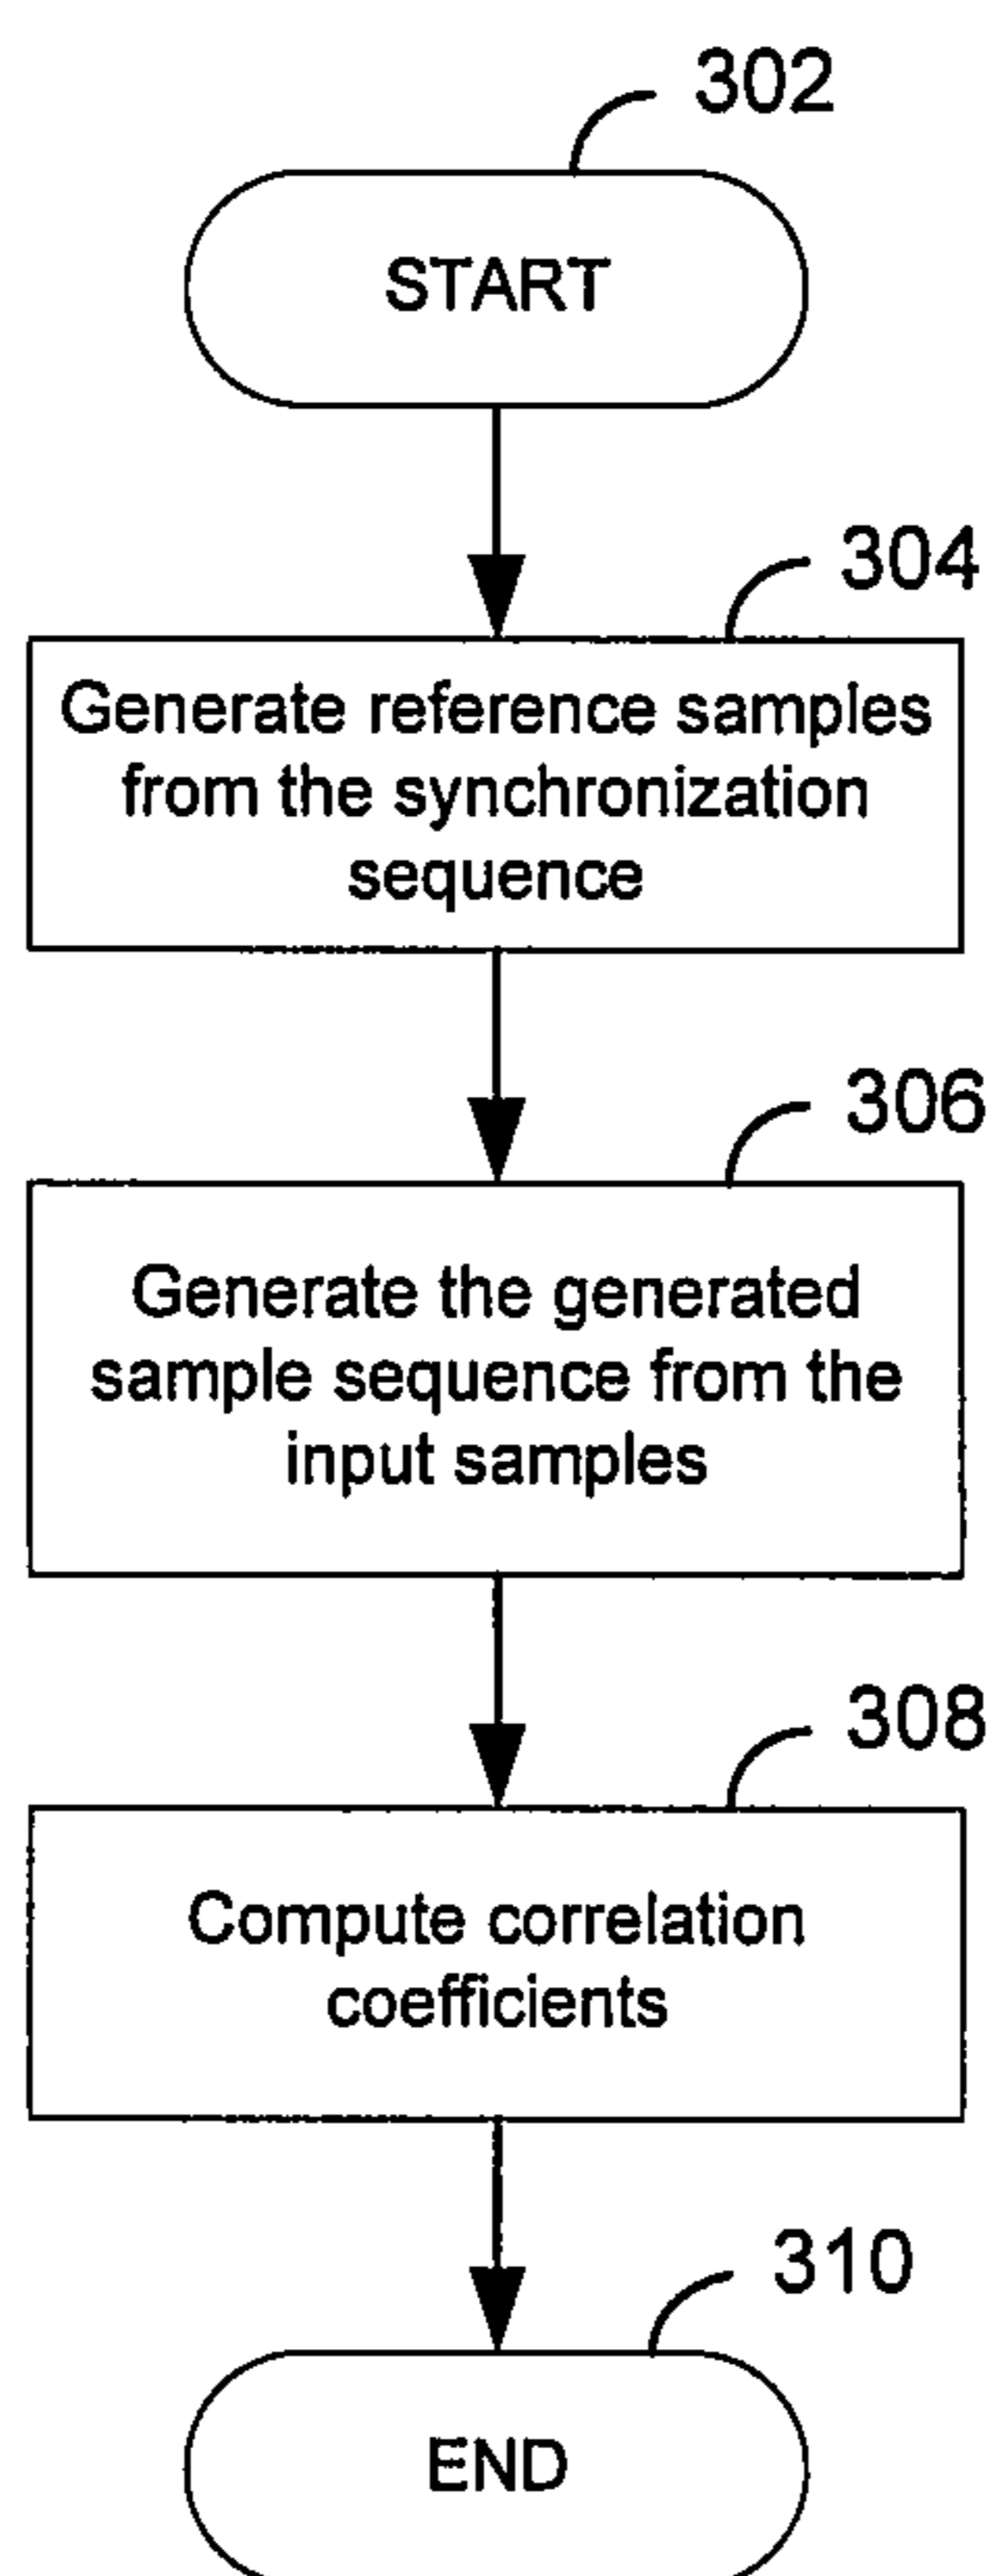 302
START
304
Generate reference samples
from the synchronization
sequence
306
Generate the generated
sample sequence from the
input samples
308
Compute correlation
coefficients
310
END